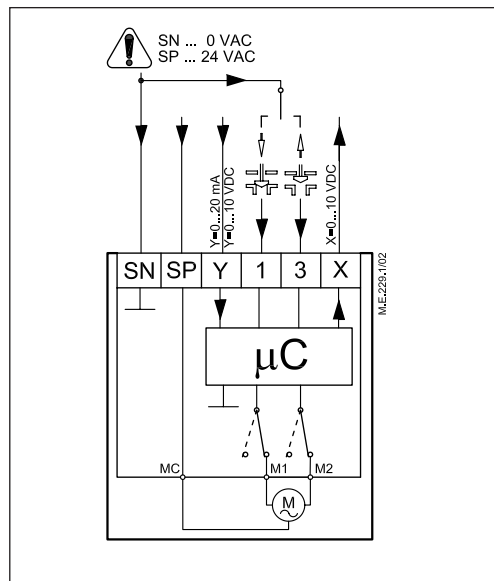 SN ... 0 VAC
SP ... 24 VAC
Y=0...20 mA
Y=0...10 VDC
X=0...10 VDC
SN SP Y 1 3 X
M.E.229.1/02
µC
MC M1 M2
M